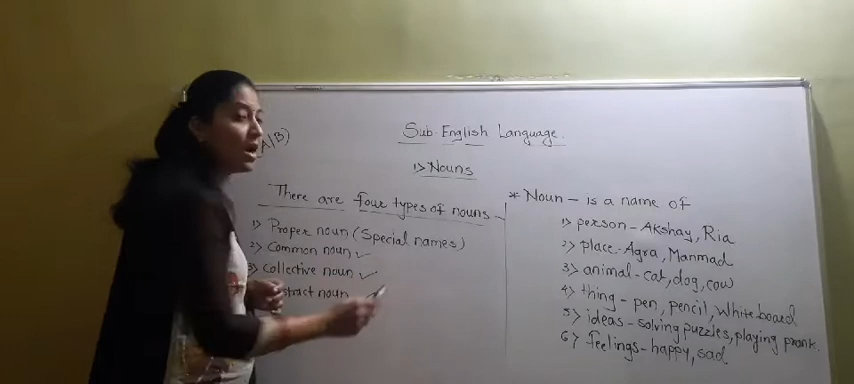 A/B)
Sub. English Language.
1> Nouns
There are four types of nouns
1> Proper noun (Special names)
2> Common noun ✓
3> Collective noun ✓
stract noun
* Noun - is a name of
1> person - Akshay, Ria
2> place - Agra, Manmad
3> animal - cat, dog, cow
4> thing - pen, pencil, White board
5> ideas - solving puzzles, playing prank.
6> feelings - happy, sad